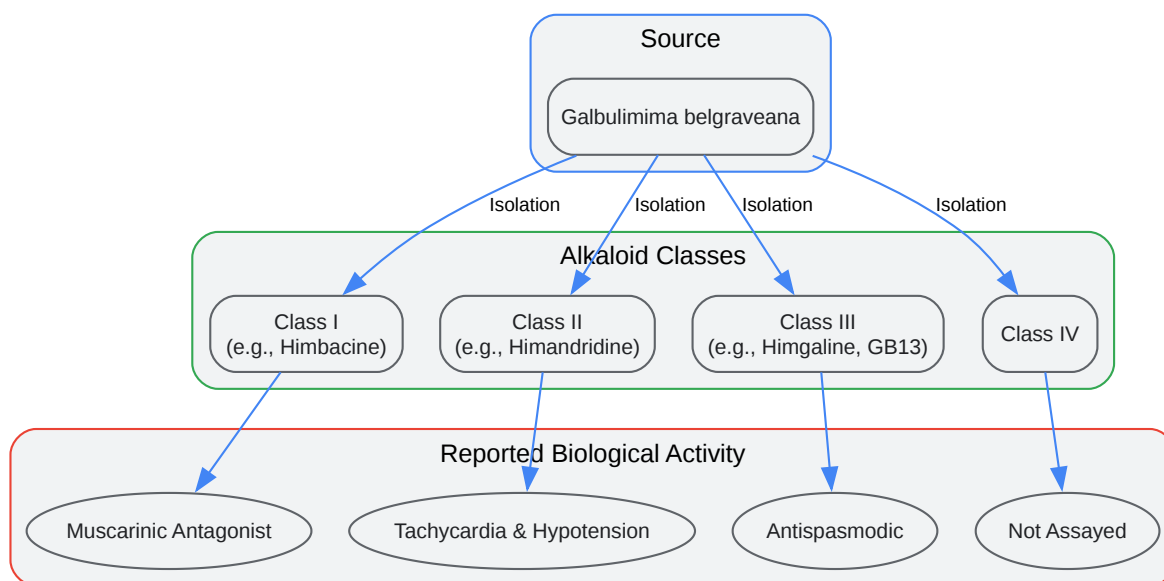 Source
Galbulimima belgraveana
Isolation
Isolation
Isolation
Isolation
Alkaloid Classes
Class I
(e.g., Himbacine)
Class II
(e.g., Himandridine)
Class III
(e.g., Himgaline, GB13)
Class IV
Reported Biological Activity
Muscarinic Antagonist
Tachycardia & Hypotension
Antispasmodic
Not Assayed